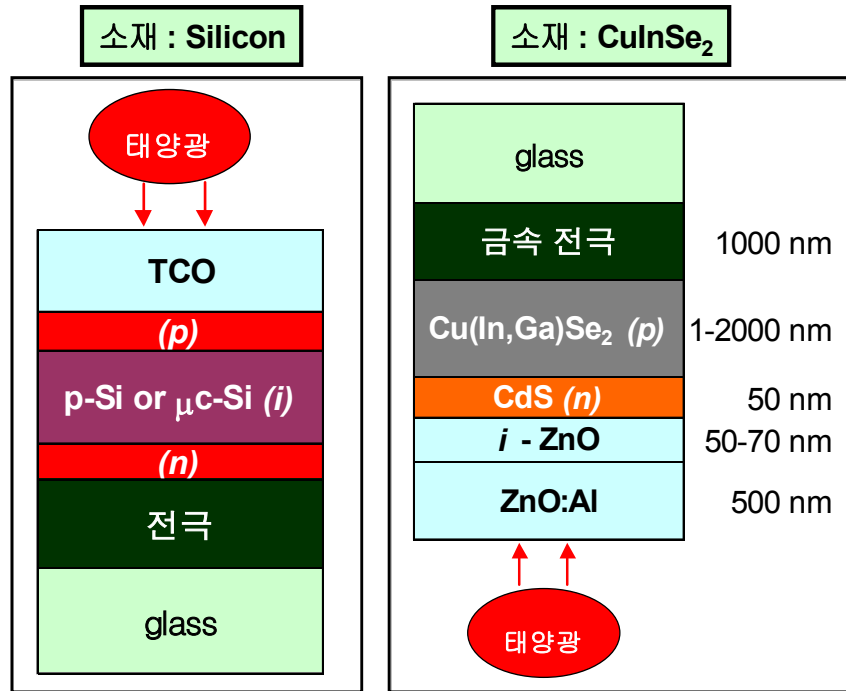 소재 : Silicon
태양광
TCO
(p)
p-Si or μc-Si (i)
(n)
전극
glass
소재 : CuInSe₂
glass
금속 전극 1000 nm
Cu(In,Ga)Se₂ (p) 1-2000 nm
CdS (n) 50 nm
i - ZnO 50-70 nm
ZnO:Al 500 nm
태양광